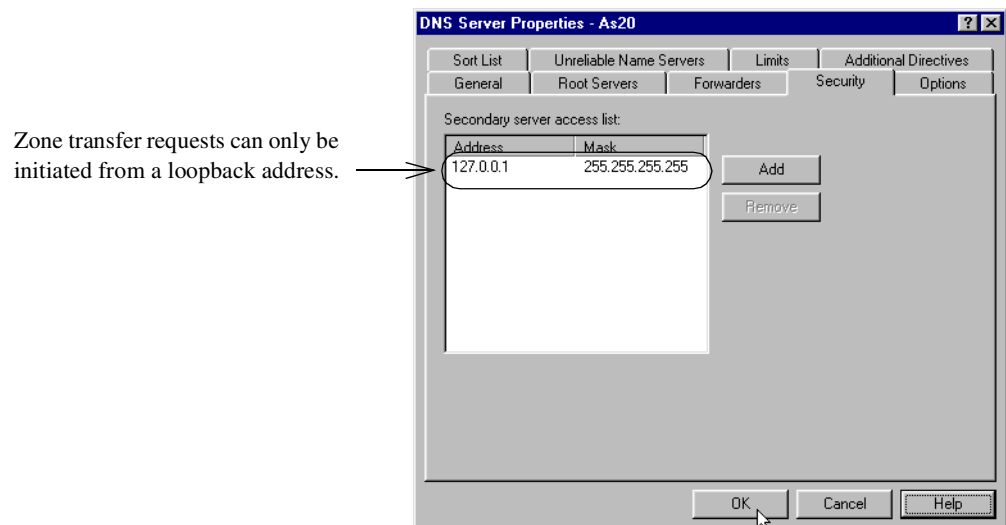 DNS Server Properties - As20
Sort List Unreliable Name Servers Limits Additional Directives
General Root Servers Forwarders Security Options
Secondary server access list:
Address Mask
127.0.0.1 255.255.255.255
Add
Remove
Zone transfer requests can only be
initiated from a loopback address.
OK Cancel Help